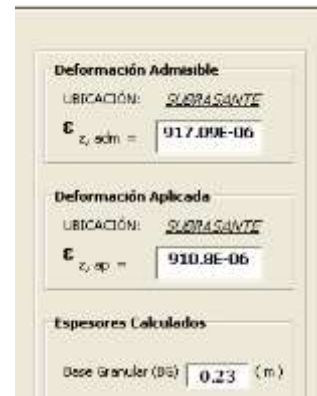 Deformación Admisible
UBICACIÓN: SUBRASANTE
ε z, adm = 917.09E-06
Deformación Aplicada
UBICACIÓN: SUBRASANTE
ε z, ap = 910.8E-06
Espesores Calculados
Base Granular (BG) 0.23 (m)